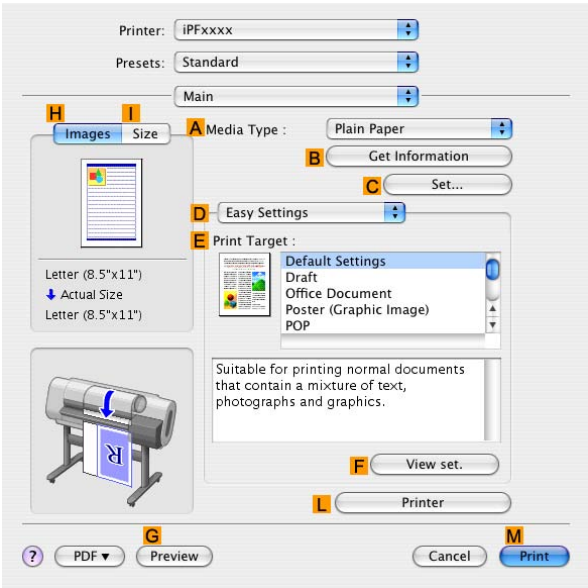 Printer: iPFxxxx
Presets: Standard
Main
H I
Images Size
A Media Type : Plain Paper
B Get Information
C Set...
D Easy Settings
E Print Target :
Default Settings
Draft
Office Document
Poster (Graphic Image)
POP
Letter (8.5"x11")
Actual Size
Letter (8.5"x11")
Suitable for printing normal documents
that contain a mixture of text,
photographs and graphics.
R
F View set.
L Printer
G M
? PDF▼ Preview Cancel Print